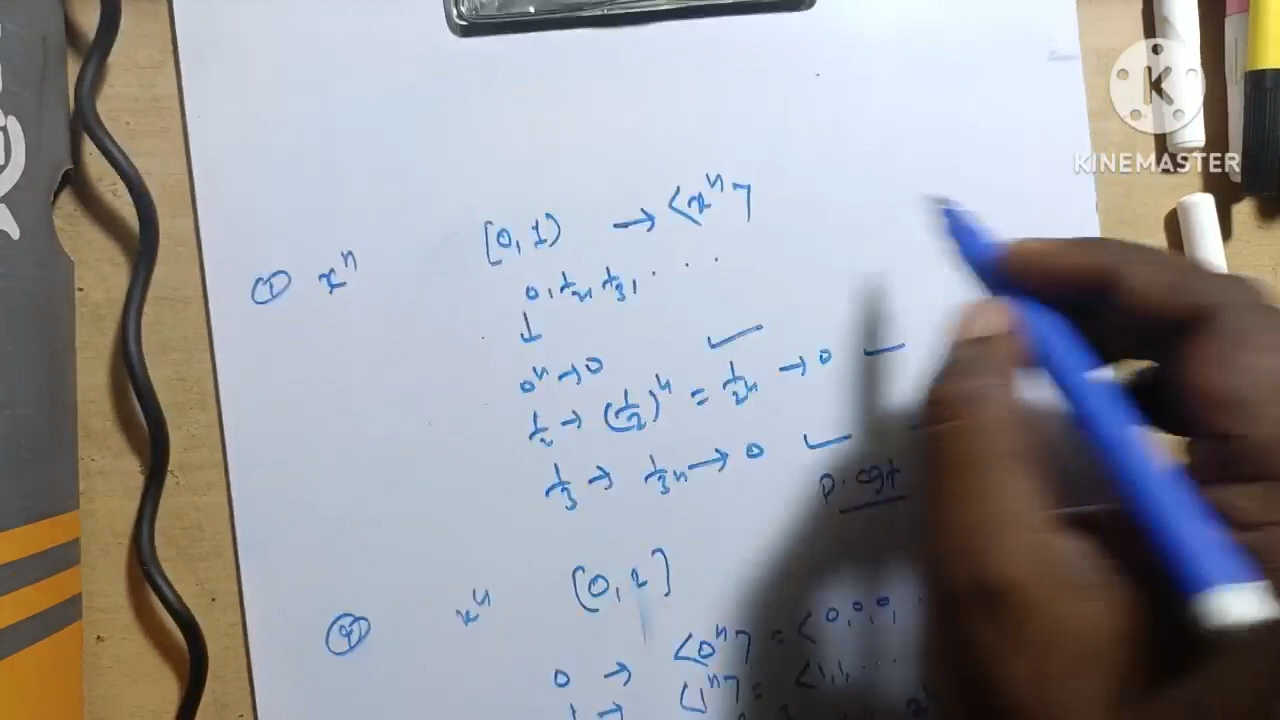 [0, 1) → <xⁿ>
① xⁿ
0, 1/2, 1/3, . . .
↓
0ⁿ → 0
1/2 → (1/2)ⁿ = 1/2ⁿ → 0
1/3 → 1/3ⁿ → 0
p. cgt
xⁿ [0, 2]
0 → <0ⁿ> = <0, 0, 0,
1 → <1ⁿ> = <1, 1, ...
KINEMASTER